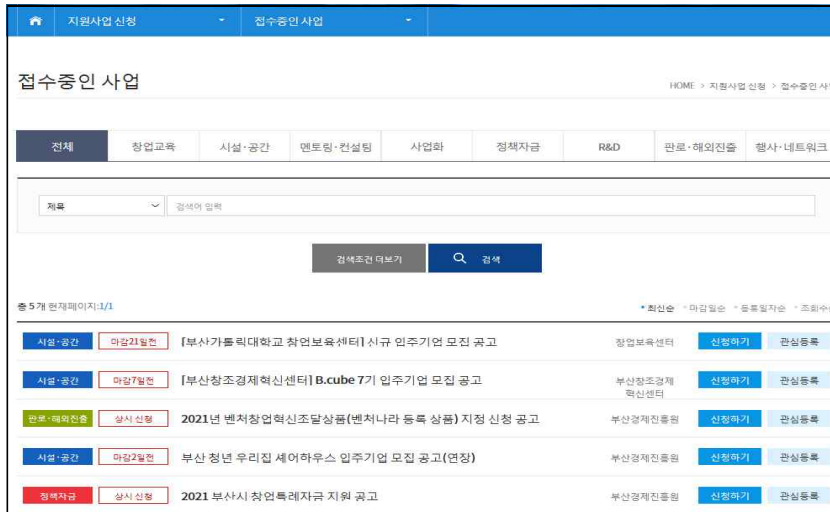 지원사업 신청 접수중인 사업
접수중인 사업
HOME > 지원사업 신청 > 접수중인 사업
전체 창업교육 시설·공간 멘토링·컨설팅 사업화 정책자금 R&D 판로·해외진출 행사·네트워크
제목 검색어 입력
검색조건 더보기 검색
총 5개 현재페이지:1/1 최신순 마감일순 등록일자순 조회수순
시설·공간 마감21일전 [부산가톨릭대학교 창업보육센터] 신규 입주기업 모집 공고 창업보육센터 신청하기 관심등록
시설·공간 마감7일전 [부산창조경제혁신센터] B.cube 7기 입주기업 모집 공고 부산창조경제 신청하기 관심등록
혁신센터
판로·해외진출 상시 신청 2021년 벤처창업혁신조달상품(벤처나라 등록 상품) 지정 신청 공고 부산경제진흥원 신청하기 관심등록
시설·공간 마감2일전 부산 청년 우리집 셰어하우스 입주기업 모집 공고(연장) 부산경제진흥원 신청하기 관심등록
정책자금 상시 신청 2021 부산시 창업특례자금 지원 공고 부산경제진흥원 신청하기 관심등록